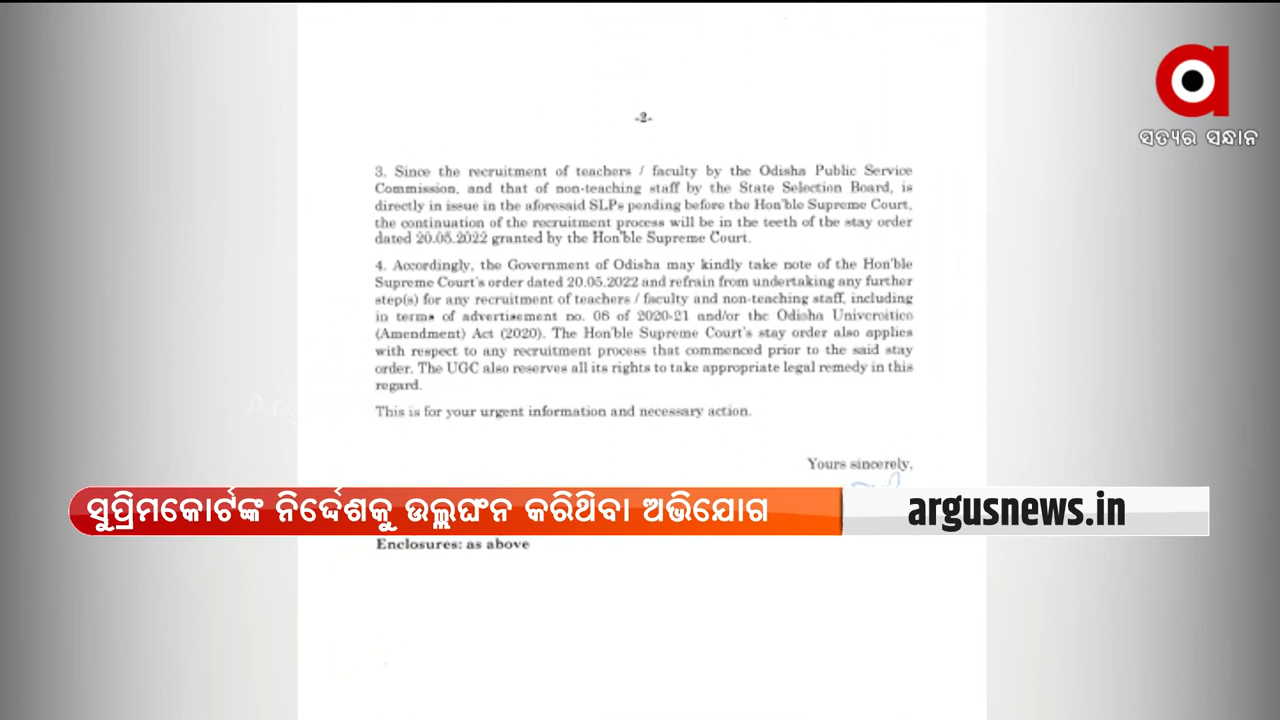 -2-
ସତ୍ୟର ସନ୍ଧାନ
3. Since the recruitment of teachers / faculty by the Odisha Public Service
Commission, and that of non-teaching staff by the State Selection Board, is
directly in issue in the aforesaid SLPs pending before the Hon'ble Supreme Court,
the continuation of the recruitment process will be in the teeth of the stay order
dated 20.05.2022 granted by the Hon'ble Supreme Court.
4. Accordingly, the Government of Odisha may kindly take note of the Hon'ble
Supreme Court's order dated 20.05.2022 and refrain from undertaking any further
step(s) for any recruitment of teachers / faculty and non-teaching staff, including
in terms of advertisement no. 06 of 2020-21 and/or the Odisha Universities
(Amendment) Act (2020). The Hon'ble Supreme Court's stay order also applies
with respect to any recruitment process that commenced prior to the said stay
order. The UGC also reserves all its rights to take appropriate legal remedy in this
regard.
This is for your urgent information and necessary action.
Yours sincerely,
ସୁପ୍ରିମକୋର୍ଟଙ୍କ ନିର୍ଦ୍ଦେଶକୁ ଉଲ୍ଲଙ୍ଘନ କରିଥିବା ଅଭିଯୋଗ
argusnews.in
Enclosures: as above